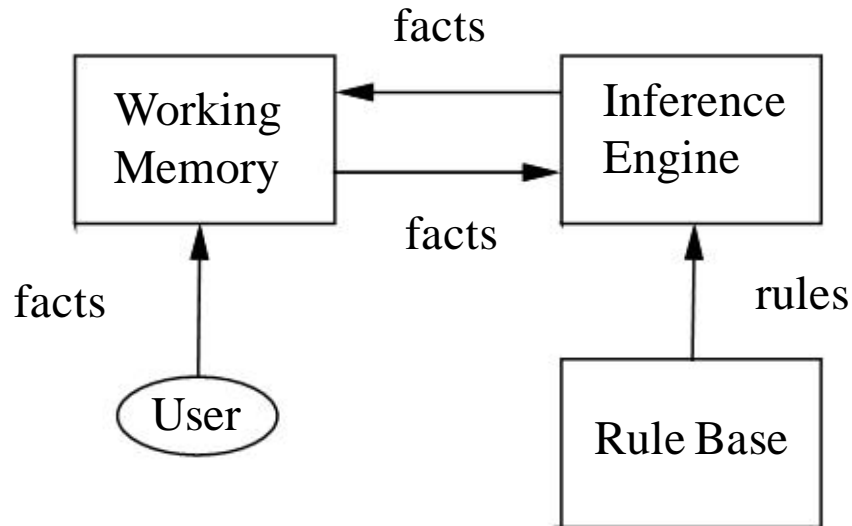 facts
Working
Memory
Inference
Engine
facts
facts
rules
User
Rule Base